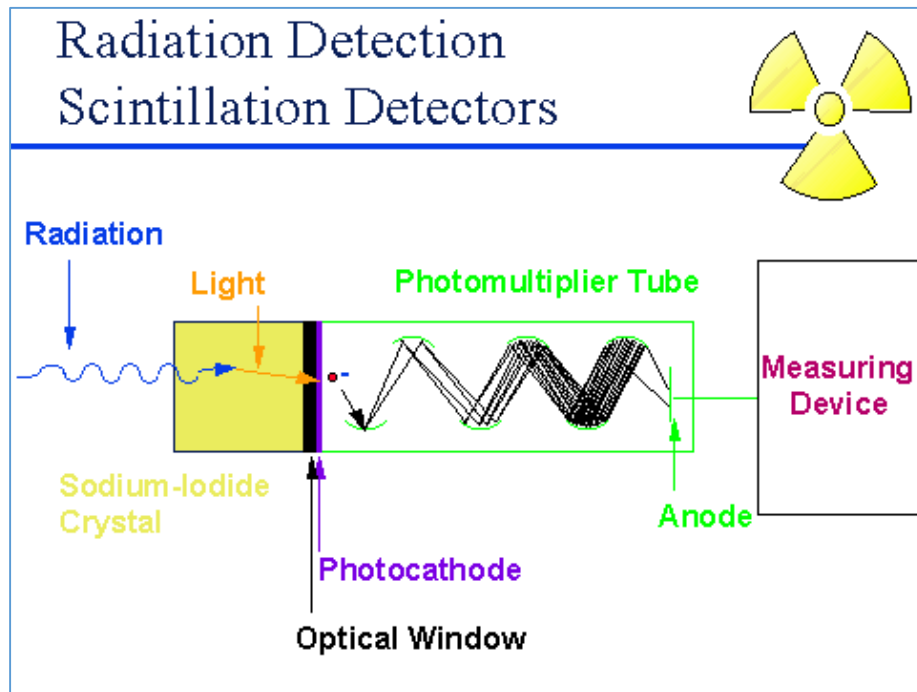 Radiation Detection
Scintillation Detectors
Radiation
Light
Photomultiplier Tube
Measuring
Device
-
Sodium-Iodide
Crystal
Anode
Photocathode
Optical Window